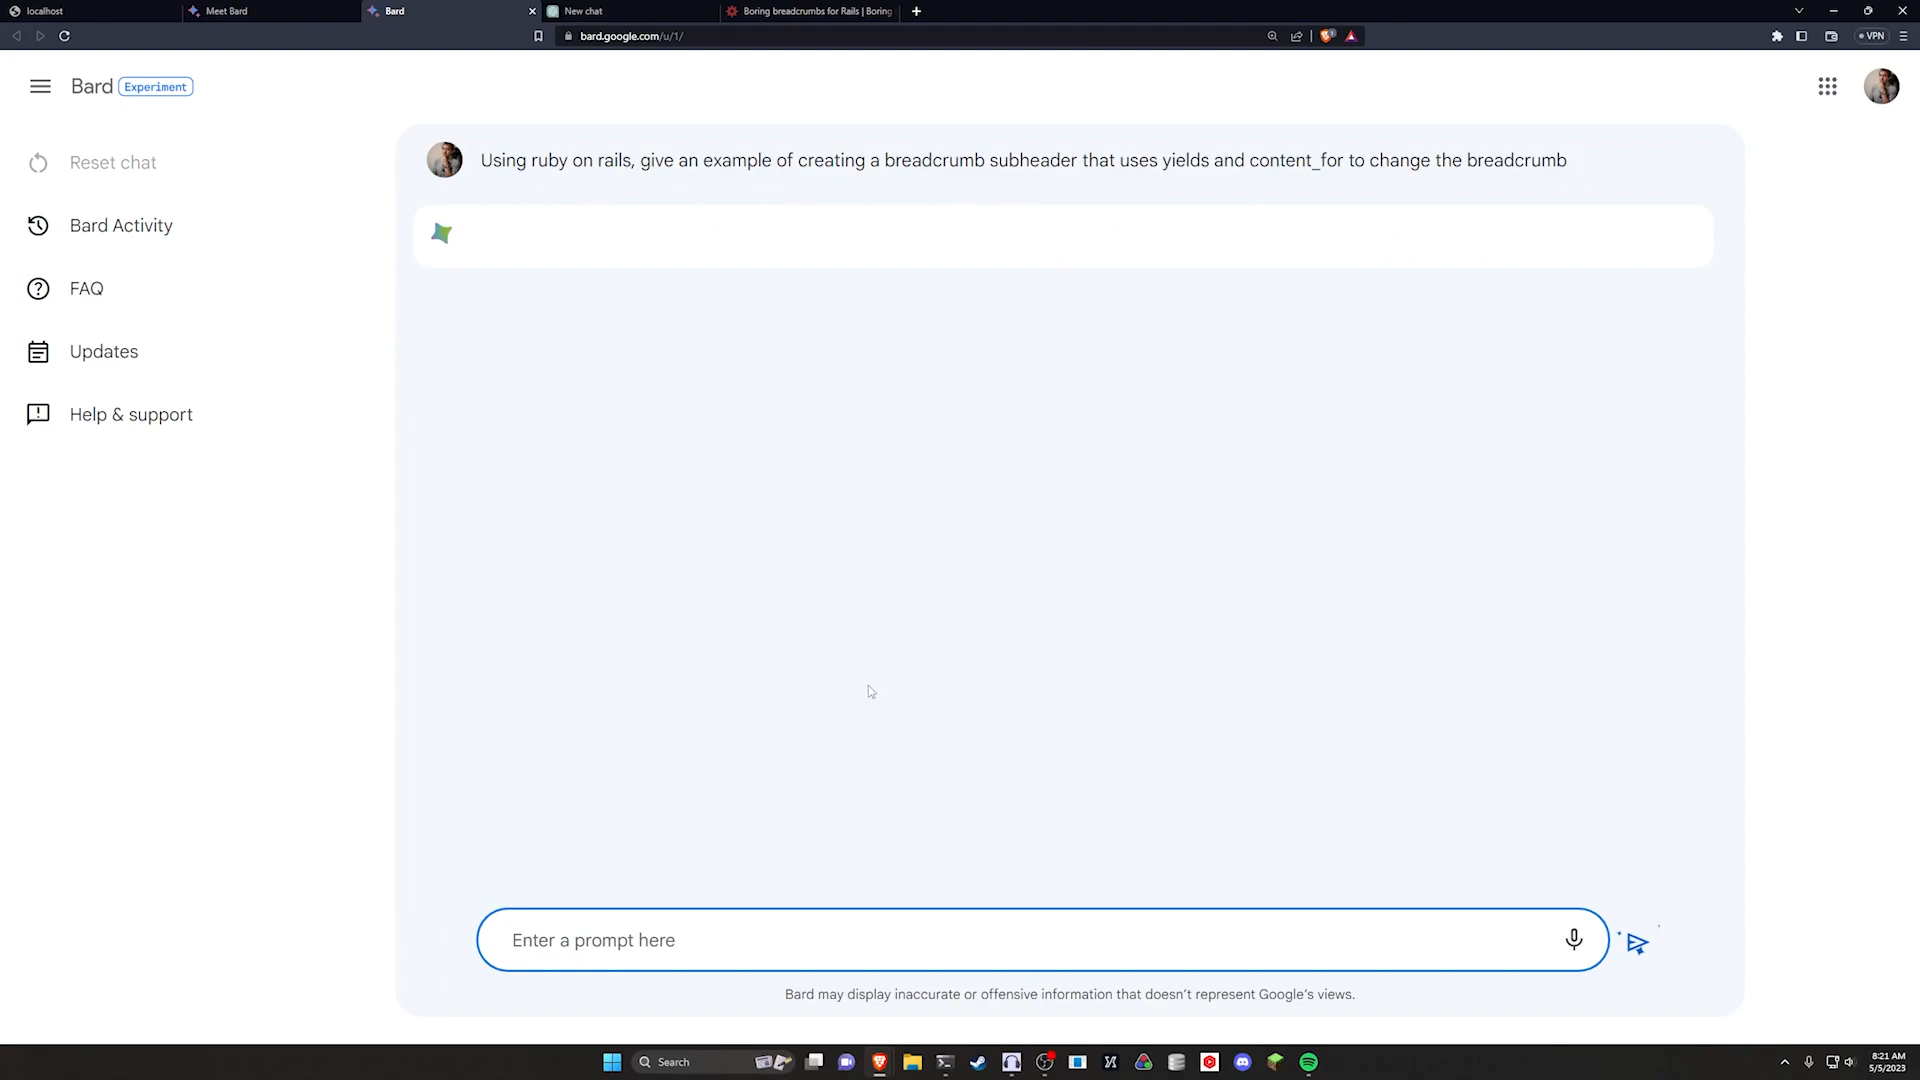 localhost
Meet Bard
Bard
New chat
Boring breadcrumbs for Rails | Boring
bard.google.com/u/1/
VPN
Bard Experiment
Reset chat
Bard Activity
FAQ
Updates
Help & support
Using ruby on rails, give an example of creating a breadcrumb subheader that uses yields and content_for to change the breadcrumb
Enter a prompt here
Bard may display inaccurate or offensive information that doesn't represent Google's views.
Search
8:21 AM
5/5/2023